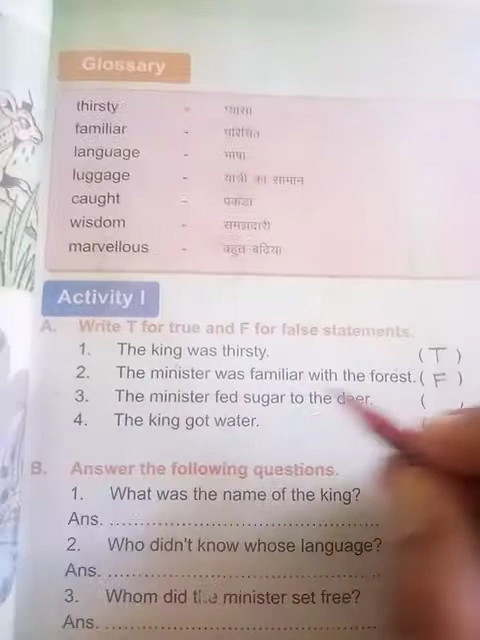 Glossary
thirsty - प्यासा
familiar - परिचित
language - भाषा
luggage - यात्री का सामान
caught - पकड़ा
wisdom - समझदारी
marvellous - बहुत बढ़िया
Activity I
A. Write T for true and F for false statements.
1. The king was thirsty. (T)
2. The minister was familiar with the forest. (F)
3. The minister fed sugar to the deer. (
4. The king got water.
B. Answer the following questions.
1. What was the name of the king?
Ans. ................................................
2. Who didn't know whose language?
Ans. ................................................
3. Whom did the minister set free?
Ans. ................................................